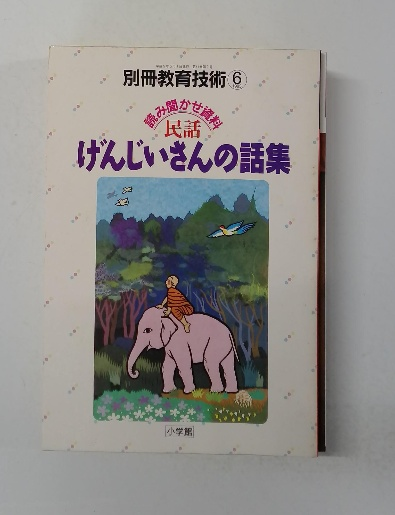 別冊教育技術 6
読み聞かせ資料
民話
げんじいさんの話集
小学館